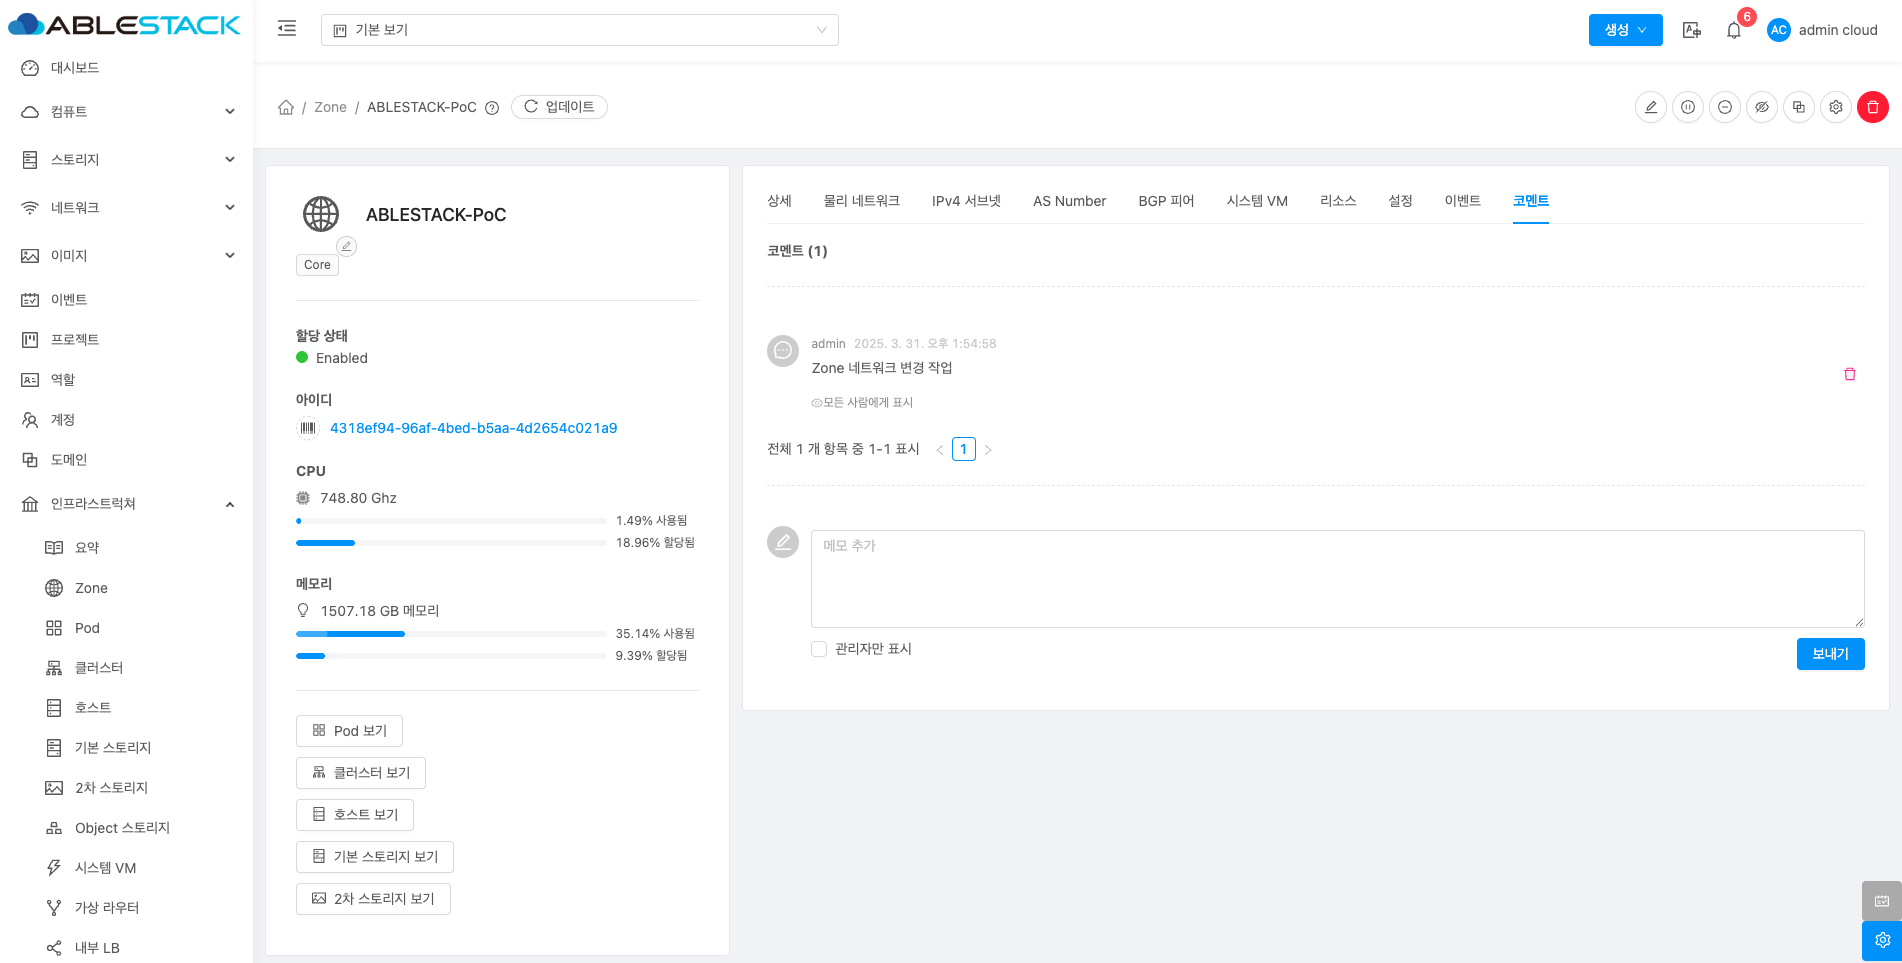 ABLESTACK
기본 보기
생성
6
AC
admin cloud
대시보드
컴퓨트
스토리지
네트워크
이미지
이벤트
프로젝트
역할
계정
도메인
인프라스트럭쳐
요약
Zone
Pod
클러스터
호스트
기본 스토리지
2차 스토리지
Object 스토리지
시스템 VM
가상 라우터
내부 LB
/ Zone / ABLESTACK-PoC
업데이트
ABLESTACK-PoC
Core
할당 상태
Enabled
아이디
4318ef94-96af-4bed-b5aa-4d2654c021a9
CPU
748.80 Ghz
1.49% 사용됨
18.96% 할당됨
메모리
1507.18 GB 메모리
35.14% 사용됨
9.39% 할당됨
Pod 보기
클러스터 보기
호스트 보기
기본 스토리지 보기
2차 스토리지 보기
상세 물리 네트워크 IPv4 서브넷 AS Number BGP 피어 시스템 VM 리소스 설정 이벤트 코멘트
코멘트 (1)
admin 2025. 3. 31. 오후 1:54:58
Zone 네트워크 변경 작업
모든 사람에게 표시
전체 1 개 항목 중 1-1 표시 < 1 >
메모 추가
관리자만 표시
보내기